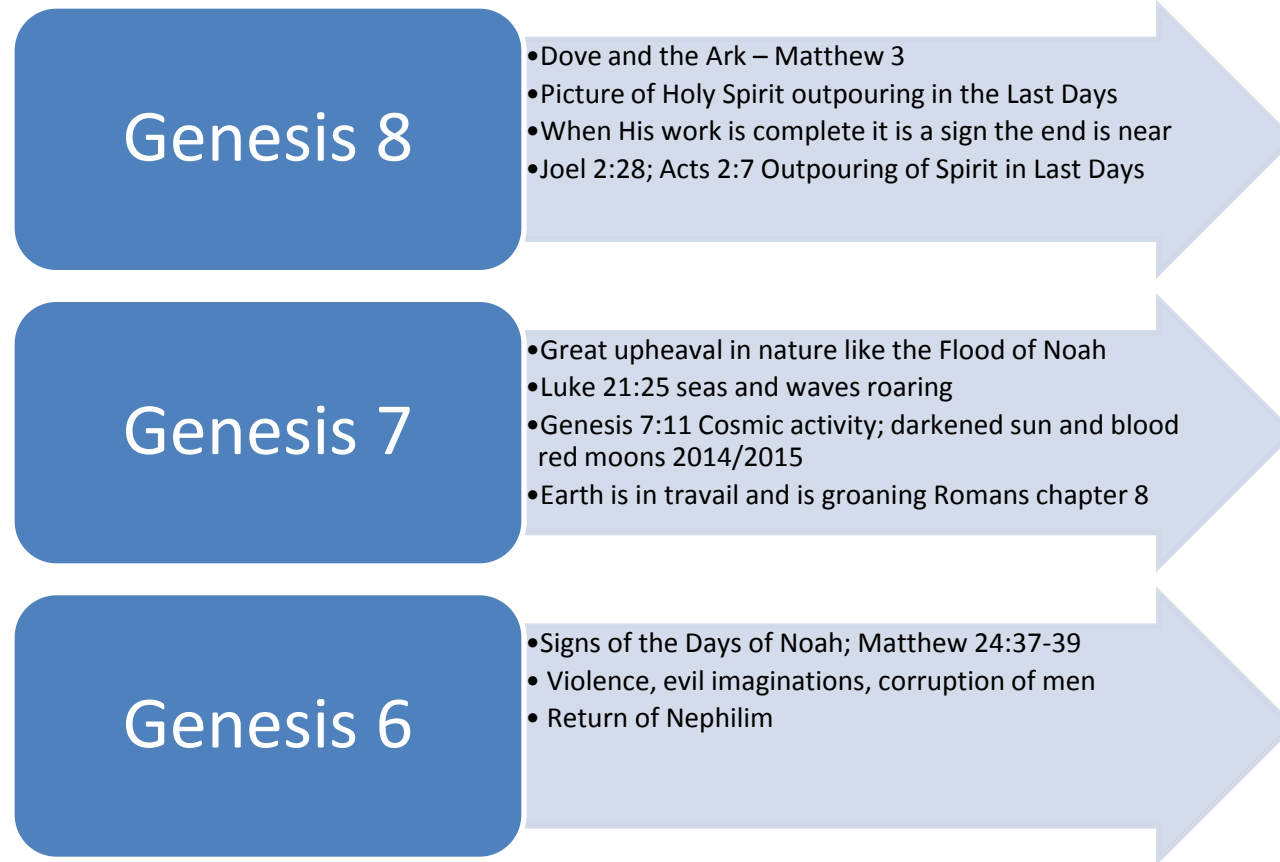 Genesis 8
•Dove and the Ark – Matthew 3
•Picture of Holy Spirit outpouring in the Last Days
•When His work is complete it is a sign the end is near
•Joel 2:28; Acts 2:7 Outpouring of Spirit in Last Days
Genesis 7
•Great upheaval in nature like the Flood of Noah
•Luke 21:25 seas and waves roaring
•Genesis 7:11 Cosmic activity; darkened sun and blood
red moons 2014/2015
•Earth is in travail and is groaning Romans chapter 8
Genesis 6
•Signs of the Days of Noah; Matthew 24:37-39
• Violence, evil imaginations, corruption of men
• Return of Nephilim